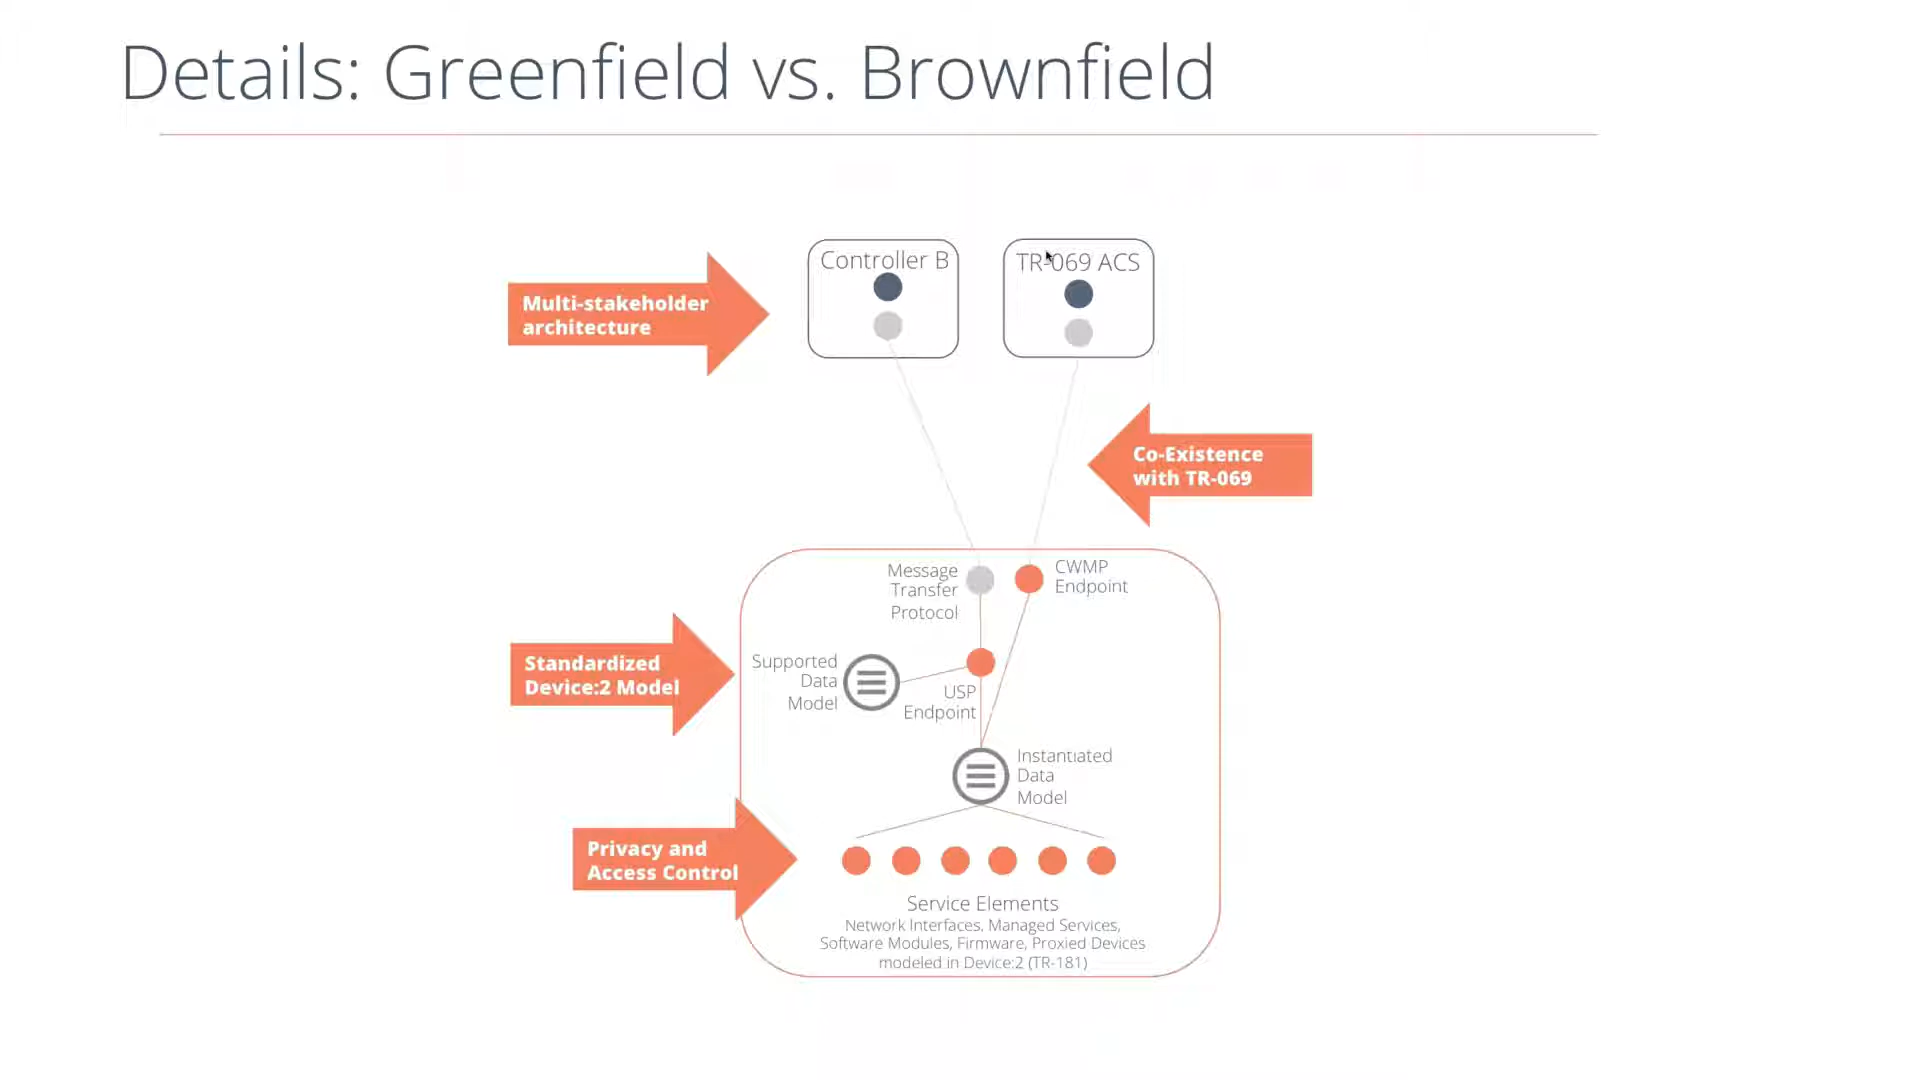 Details: Greenfield vs. Brownfield
Controller B
TR-069 ACS
Multi-stakeholder
architecture
Co-Existence
with TR-069
Message
Transfer
Protocol
CWMP
Endpoint
Standardized
Device:2 Model
Supported
Data
Model
USP
Endpoint
Instantiated
Data
Model
Privacy and
Access Control
Service Elements
Network Interfaces, Managed Services,
Software Modules, Firmware, Proxied Devices
modeled in Device:2 (TR-181)